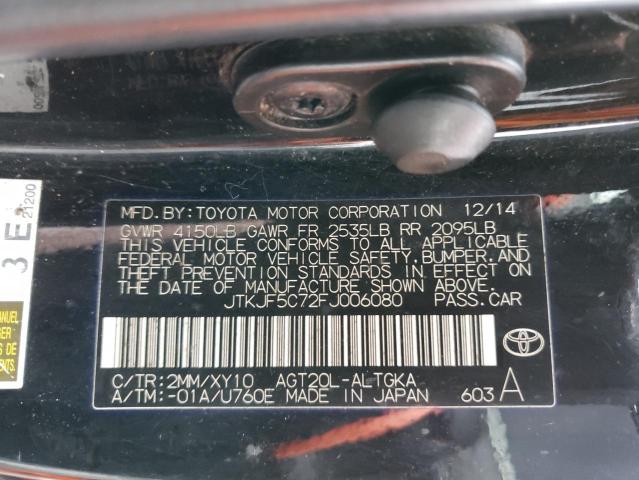 MFD.BY:TOYOTA MOTOR CORPORATION 12/14
GVWR 4150LB GAWR FR 2535LB RR 2095LB
THIS VEHICLE CONFORMS TO ALL APPLICABLE
FEDERAL MOTOR VEHICLE SAFETY.BUMPER.AND
THEFT PREVENTION STANDARDS IN EFFECT ON
THE DATE OF MANUFACTURE SHOWN ABOVE.
JTKJF5C72FJ006080 PASS.CAR
C/TR:2MM/XY10 AGT20L-ALTGKA
A/TM:-01A/U760E MADE IN JAPAN 603 A
3 E
21200